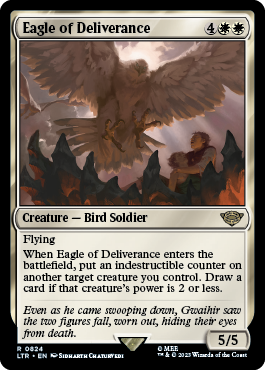 Eagle of Deliverance 4
Creature — Bird Soldier
Flying
When Eagle of Deliverance enters the
battlefield, put an indestructible counter on
another target creature you control. Draw a
card if that creature's power is 2 or less.
Even as he came swooping down, Gwaihir saw
the two figures fall, worn out, hiding their eyes
from death.
5/5
R 0824 © MEE
LTR • EN Sidharth Chaturvedi ™ & © 2023 Wizards of the Coast